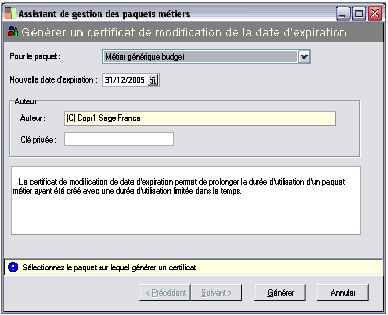 Assistant de gestion des paquets métiers
Générer un certificat de modification de la date d'expiration
Pour le paquet :
Métier générique budget
Nouvelle date d'expiration :
31/12/2005
Auteur
Auteur :
(C) Copr1 Sage France
Clé privée :
Le certificat de modification de date d'expiration permet de prolonger la durée d'utilisation d'un paquet
métier ayant été créé avec une durée d'utilisation limitée dans le temps.
Sélectionnez le paquet sur lequel générer un certificat
< Précédent
Suivant >
Générer
Annuler